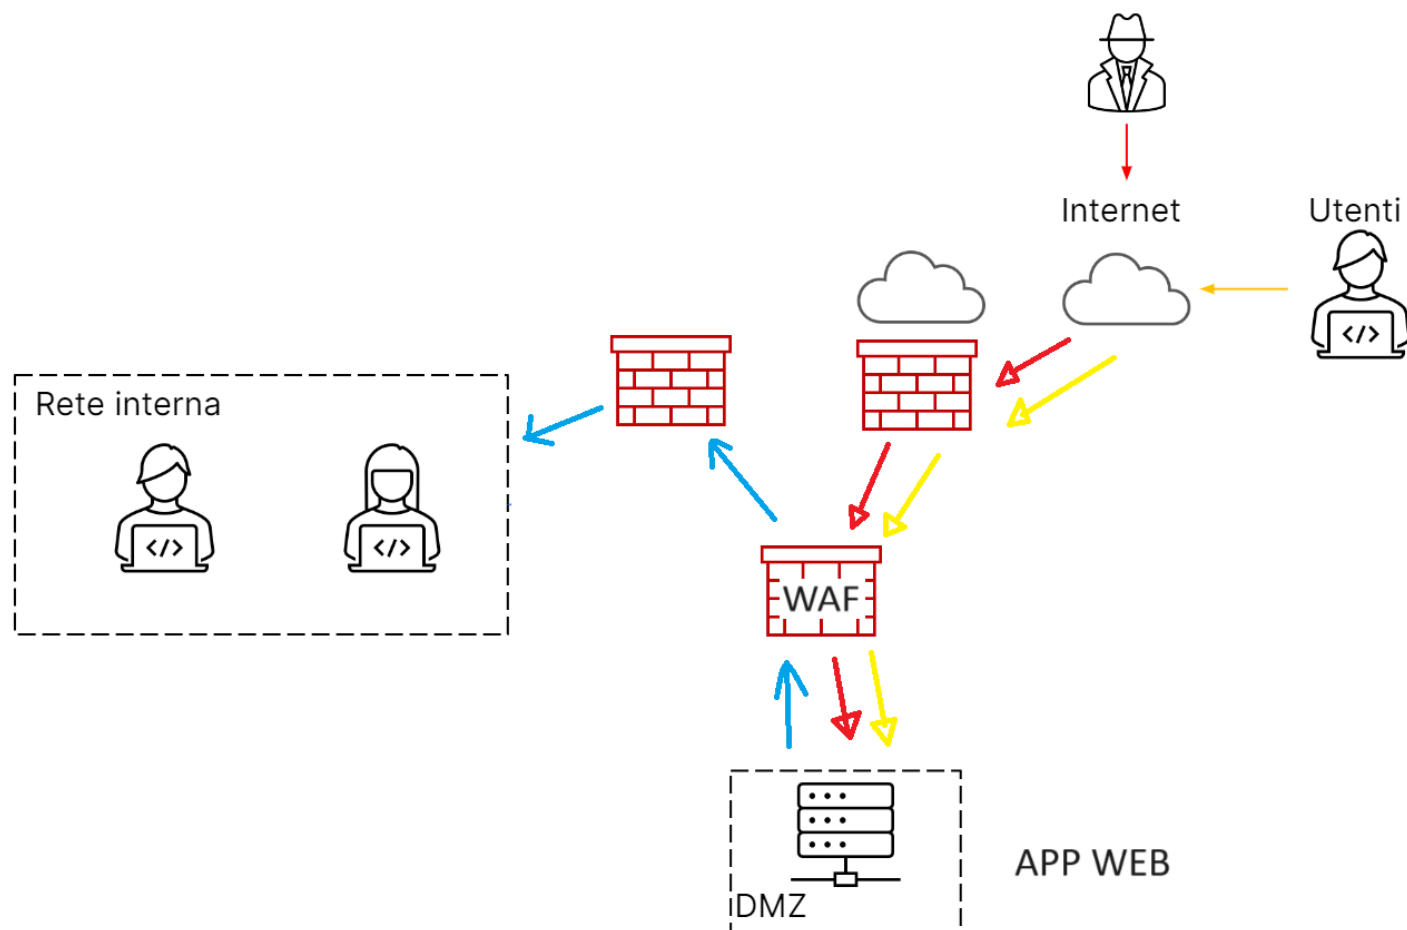 Internet
Utenti
</>
Rete interna
</>
</>
WAF
APP WEB
DMZ